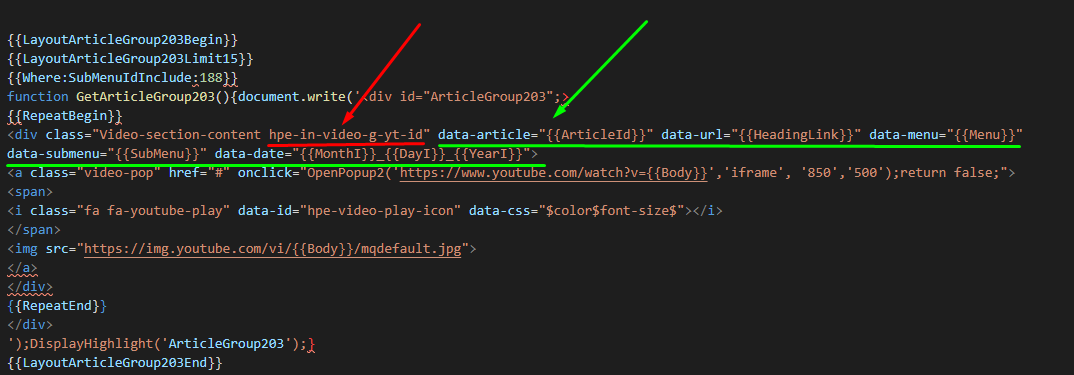 {{LayoutArticleGroup203Begin}}
{{LayoutArticleGroup203Limit15}}
{{Where:SubMenuIdInclude:188}}
function GetArticleGroup203(){document.write('<div id="ArticleGroup203";>
{{RepeatBegin}}
<div class="Video-section-content hpe-in-video-g-yt-id" data-article="{{ArticleId}}" data-url="{{HeadingLink}}" data-menu="{{Menu}}"
data-submenu="{{SubMenu}}" data-date="{{MonthI}}_{{DayI}}_{{YearI}}">
<a class="video-pop" href="#" onclick="OpenPopup2('https://www.youtube.com/watch?v={{Body}}','iframe', '850','500');return false;">
<span>
<i class="fa fa-youtube-play" data-id="hpe-video-play-icon" data-css="$color$font-size$"></i>
</span>
<img src="https://img.youtube.com/vi/{{Body}}/mqdefault.jpg">
</a>
</div>
{{RepeatEnd}}
</div>
');DisplayHighlight('ArticleGroup203');}
{{LayoutArticleGroup203End}}